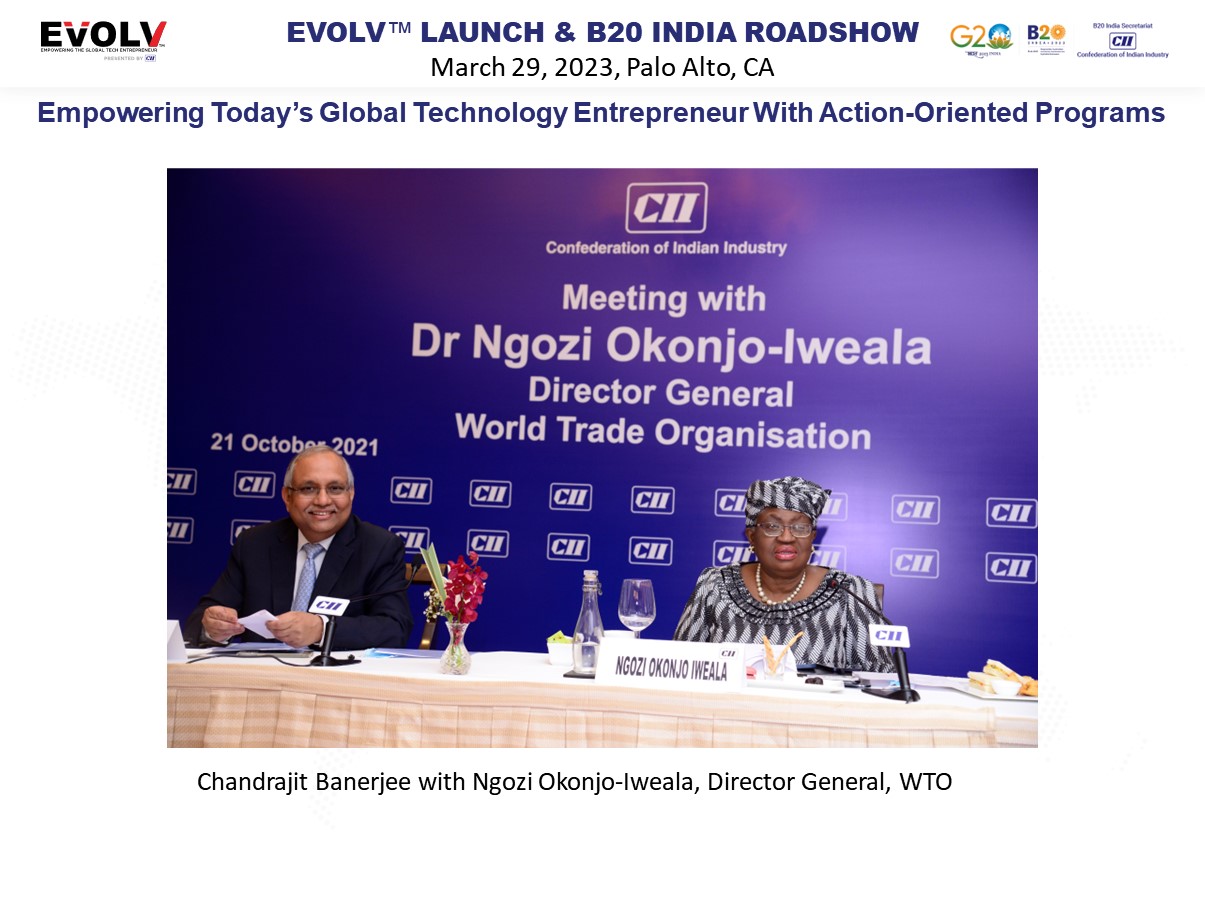 EVOLV™
EMPOWERING THE GLOBAL TECH ENTREPRENEUR
PRESENTED BY CII
EVOLV™ LAUNCH & B20 INDIA ROADSHOW
March 29, 2023, Palo Alto, CA
G20
B20
B20 India Secretariat
CII
Confederation of Indian Industry
Empowering Today’s Global Technology Entrepreneur With Action-Oriented Programs
CII
Confederation of Indian Industry
Meeting with
Dr Ngozi Okonjo-Iweala
Director General
World Trade Organisation
21 October 2021
CII CII CII CII CII CII CII CII CII CII
CII CII CII CII CII CII CII CII
CII
CII
CII
NGOZI OKONJO IWEALA
Chandrajit Banerjee with Ngozi Okonjo-Iweala, Director General, WTO